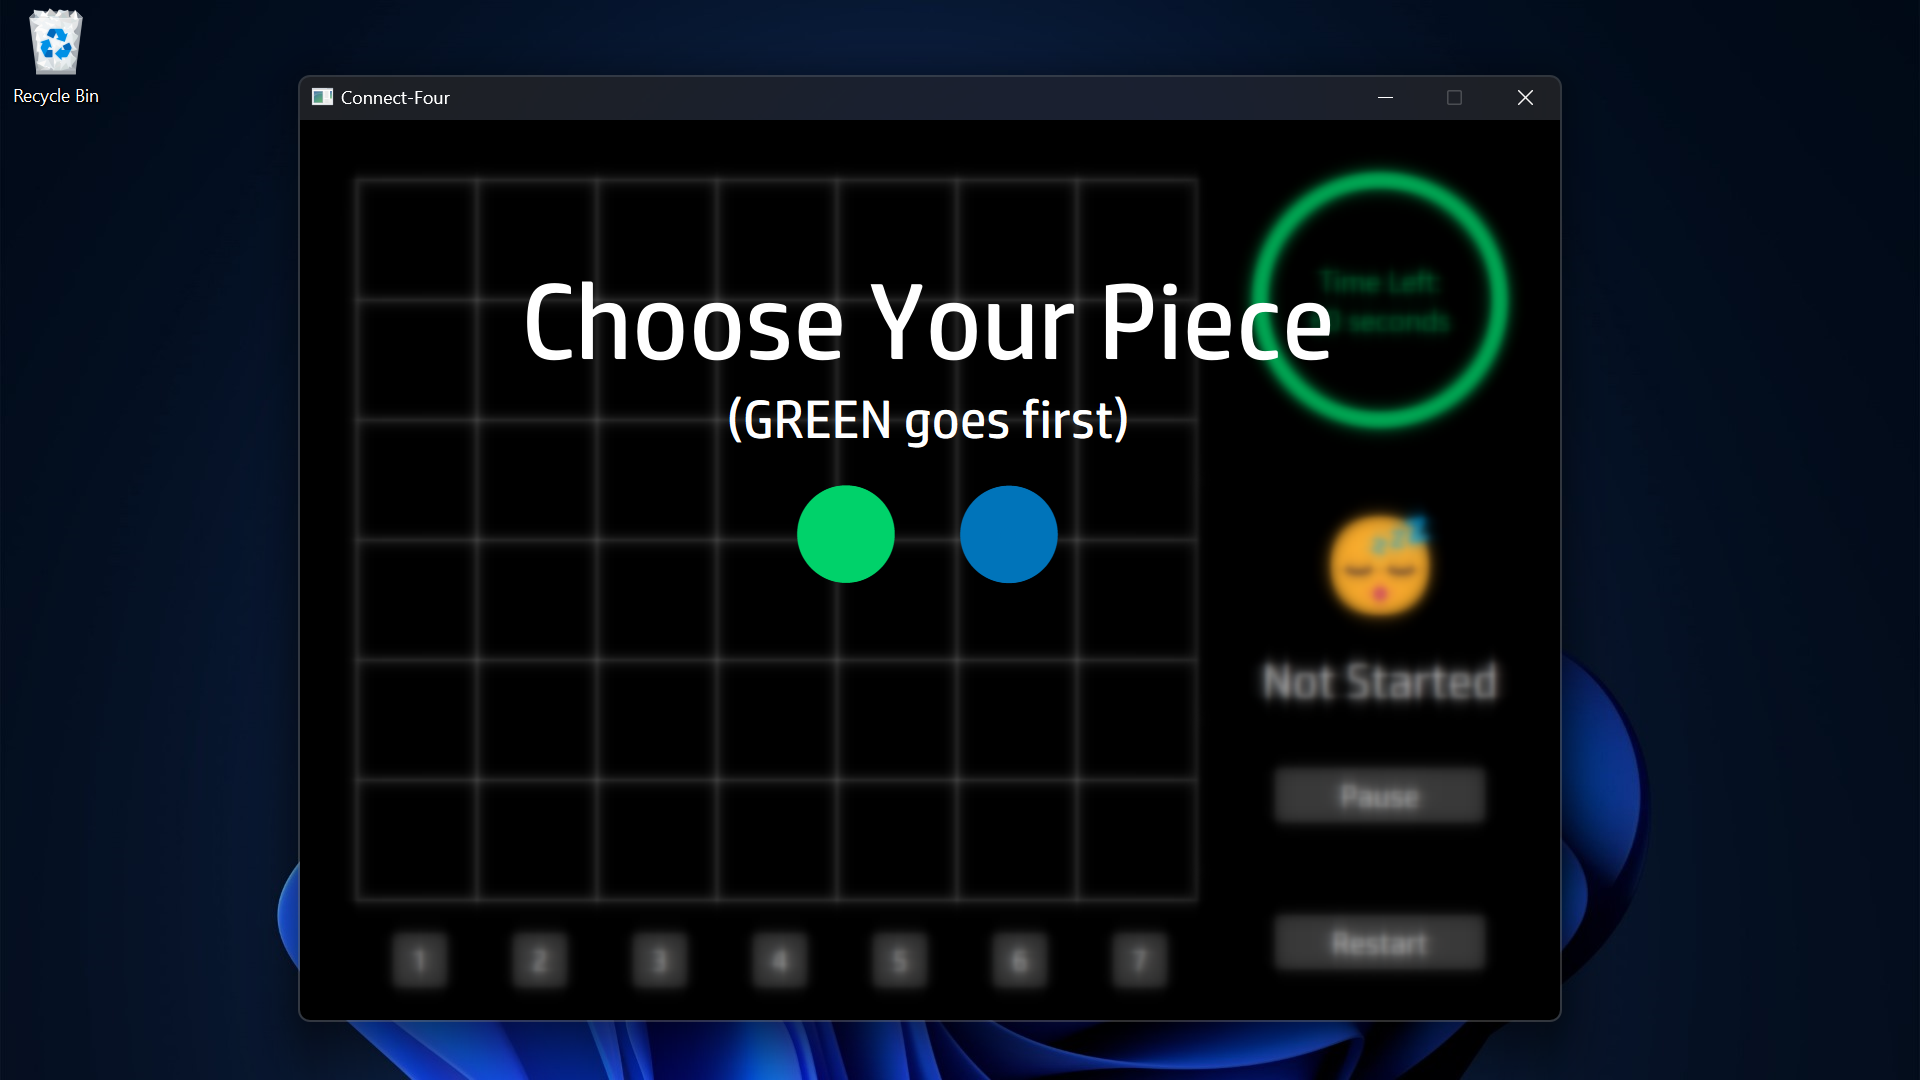 Recycle Bin
Connect-Four
Choose Your Piece
(GREEN goes first)
Time Left:
seconds
Not Started
Pause
Restart
1 2 3 4 5 6 7